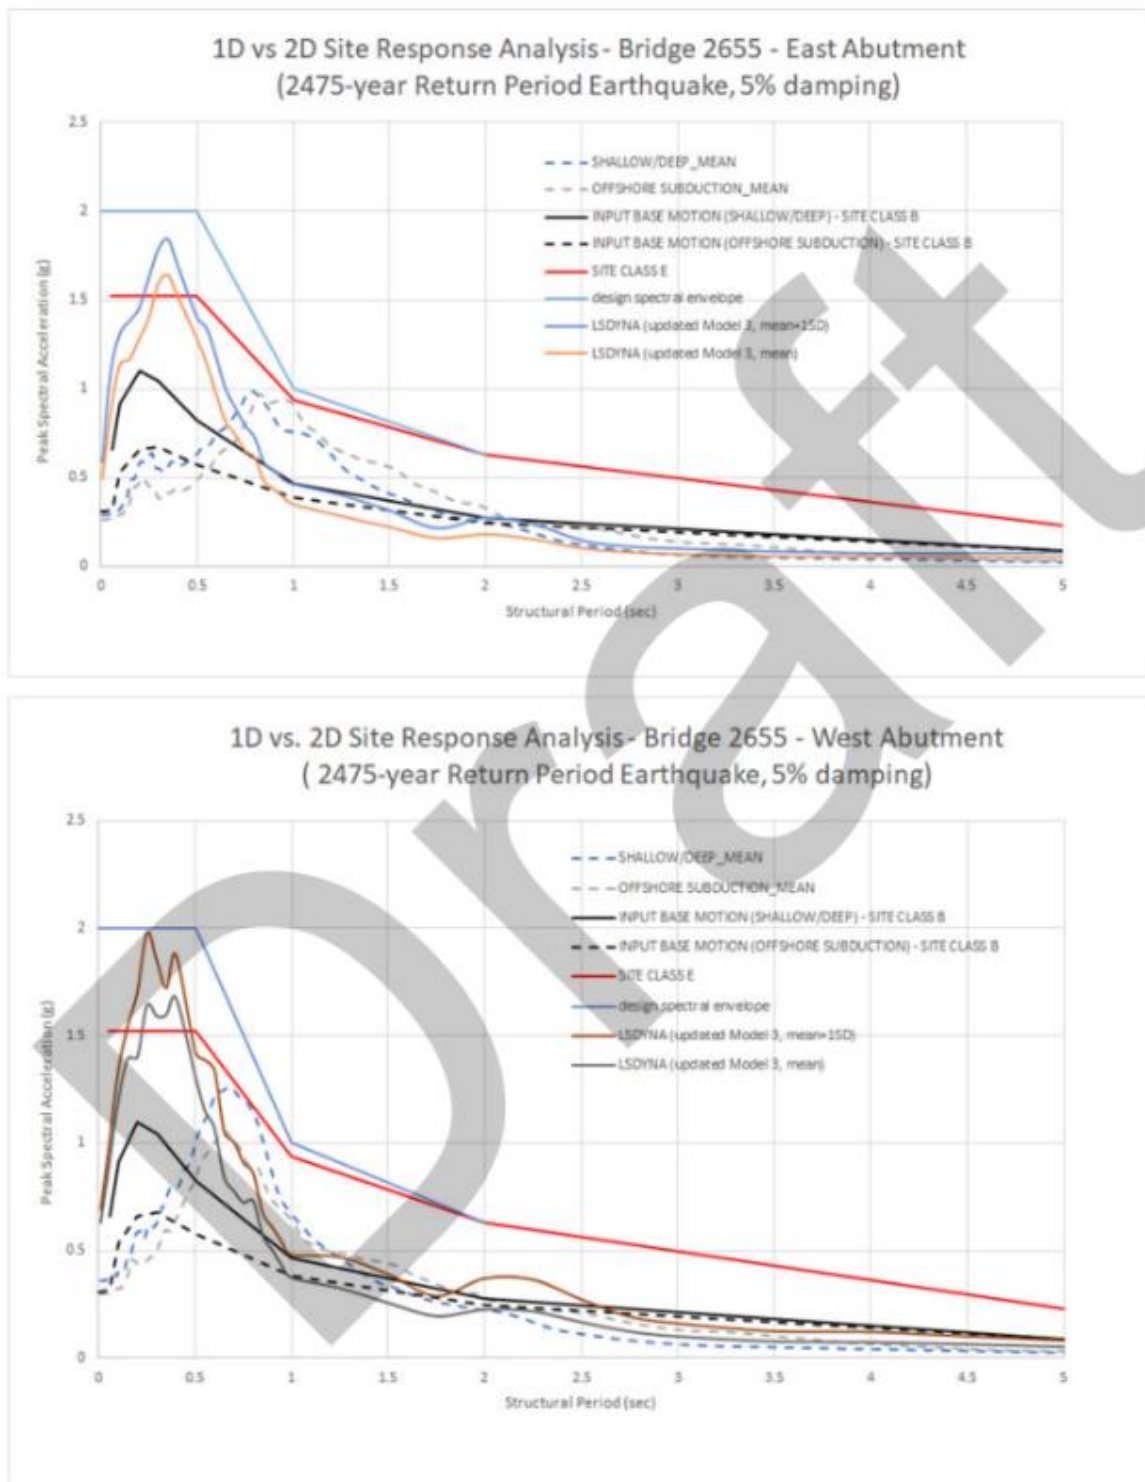 1D vs 2D Site Response Analysis - Bridge 2655 - East Abutment
(2475-year Return Period Earthquake, 5% damping)
2.5
2
1.5
1
0.5
0
Peak Spectral Acceleration (g)
SHALLOW/DEEP_MEAN
OFFSHORE SUBDUCTION_MEAN
INPUT BASE MOTION (SHALLOW/DEEP) - SITE CLASS B
INPUT BASE MOTION (OFFSHORE SUBDUCTION) - SITE CLASS B
SITE CLASS E
design spectral envelope
LSDYNA (updated Model 3, mean+1SD)
LSDYNA (updated Model 3, mean)
0 0.5 1 1.5 2 2.5 3 3.5 4 4.5 5
Structural Period (sec)
1D vs. 2D Site Response Analysis - Bridge 2655 - West Abutment
( 2475-year Return Period Earthquake, 5% damping)
2.5
2
1.5
1
0.5
0
Peak Spectral Acceleration (g)
SHALLOW/DEEP_MEAN
OFFSHORE SUBDUCTION_MEAN
INPUT BASE MOTION (SHALLOW/DEEP) - SITE CLASS B
INPUT BASE MOTION (OFFSHORE SUBDUCTION) - SITE CLASS B
SITE CLASS E
design spectral envelope
LSDYNA (updated Model 3, mean+1SD)
LSDYNA (updated Model 3, mean)
0 0.5 1 1.5 2 2.5 3 3.5 4 4.5 5
Structural Period (sec)
Draft